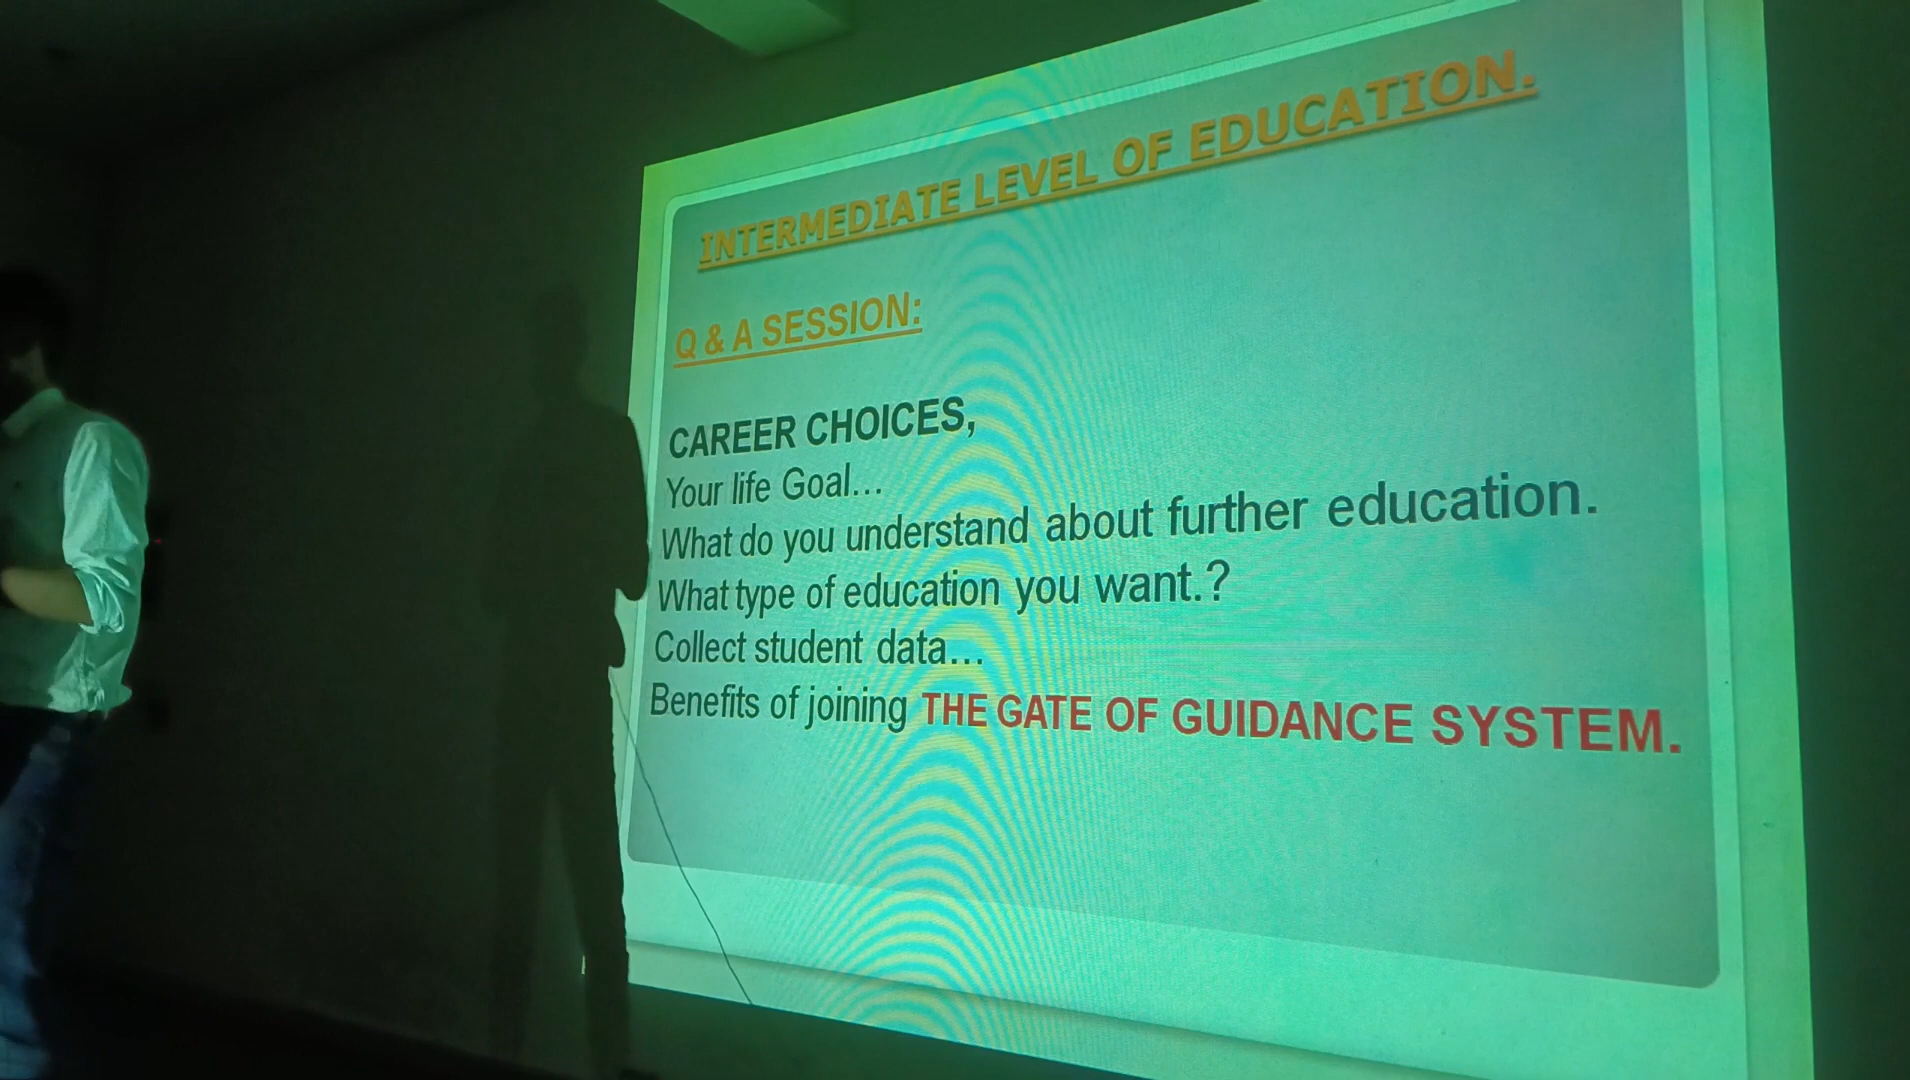 INTERMEDIATE LEVEL OF EDUCATION.
Q & A SESSION:
CAREER CHOICES,
Your life Goal...
What do you understand about further education.
What type of education you want.?
Collect student data...
Benefits of joining THE GATE OF GUIDANCE SYSTEM.